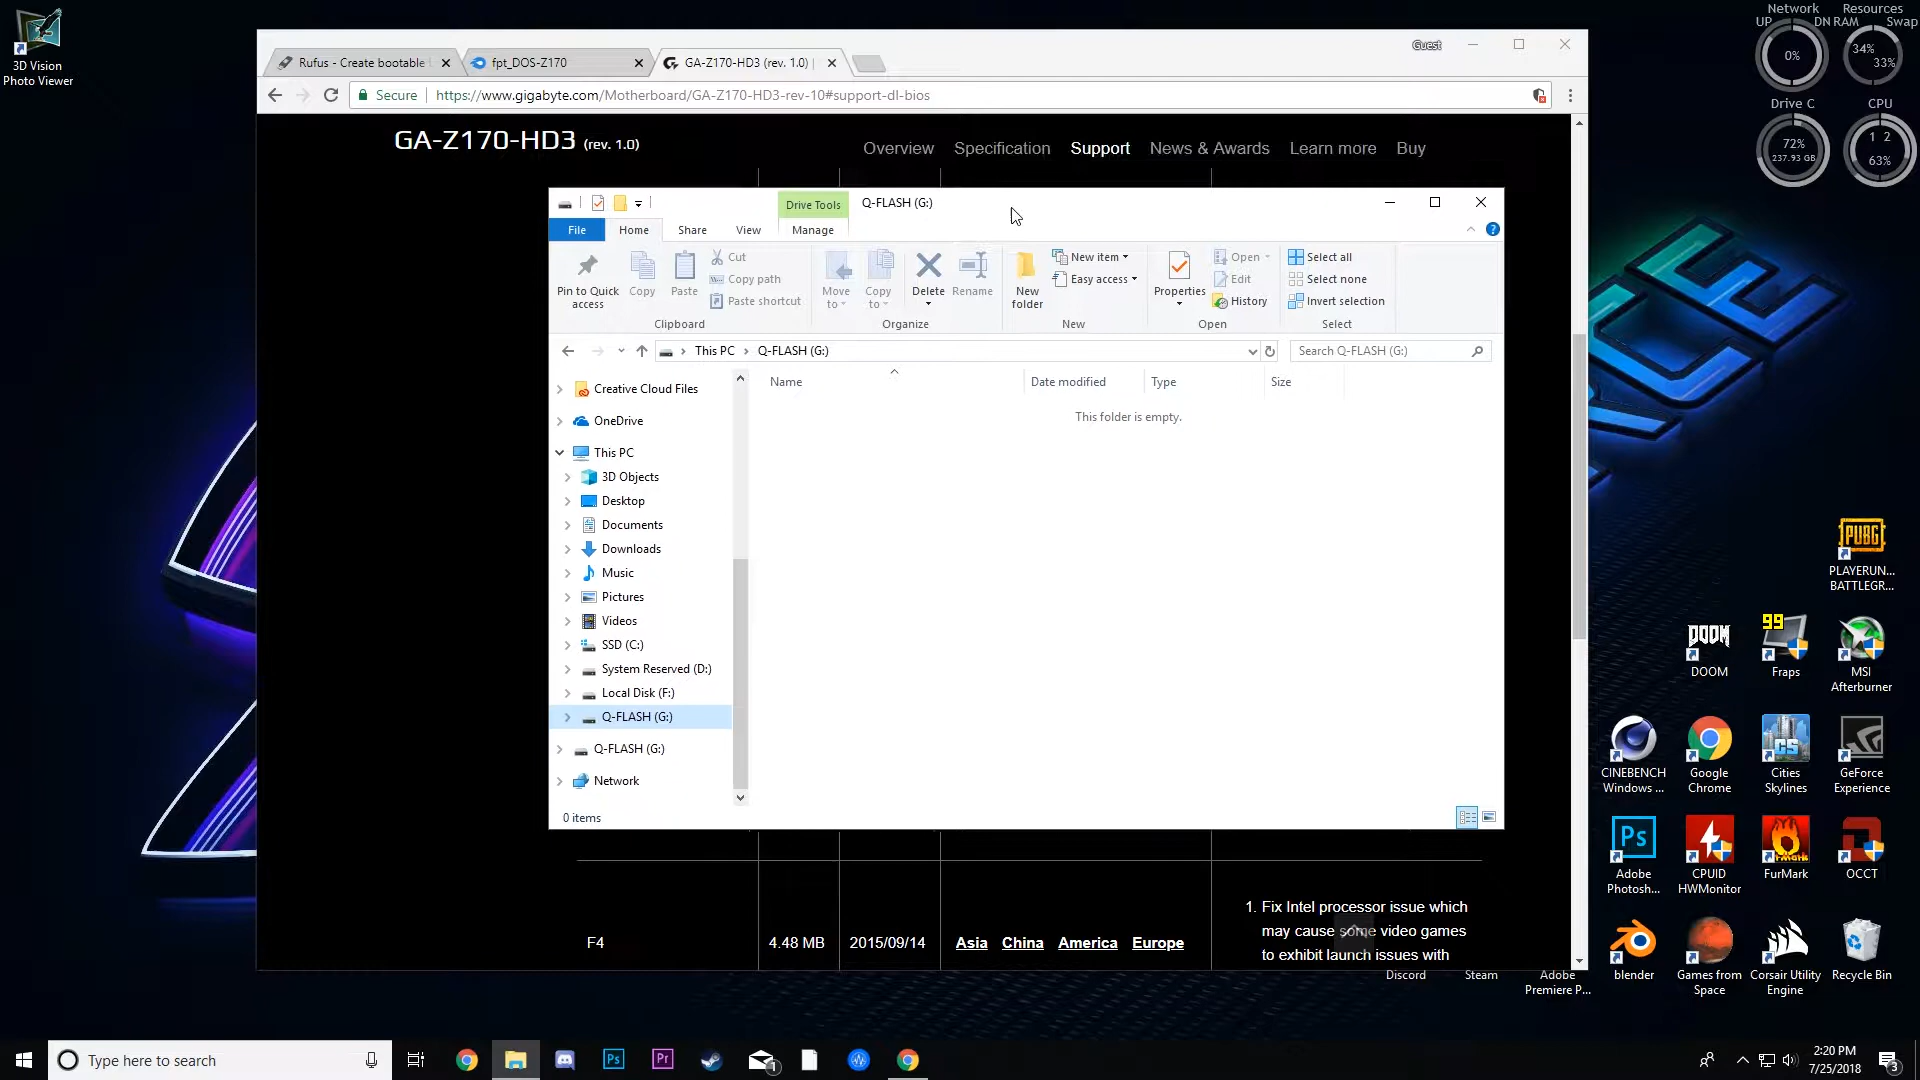 3D Vision
Photo Viewer
Network
UP
DN
0%
Resources
RAM
Swap
34%
33%
Drive C
72%
237.93 GB
CPU
1 2
63%
Guest
Rufus - Create bootable
fpt_DOS-Z170
GA-Z170-HD3 (rev. 1.0) |
Secure
https://www.gigabyte.com/Motherboard/GA-Z170-HD3-rev-10#support-dl-bios
GA-Z170-HD3 (rev. 1.0)
Overview
Specification
Support
News & Awards
Learn more
Buy
Drive Tools
Q-FLASH (G:)
File
Home
Share
View
Manage
Pin to Quick
access
Copy
Paste
Cut
Copy path
Paste shortcut
Clipboard
Move
to
Copy
to
Delete
Rename
Organize
New
folder
New item
Easy access
New
Properties
Open
Edit
History
Open
Select all
Select none
Invert selection
Select
This PC
Q-FLASH (G:)
Search Q-FLASH (G:)
Name
Date modified
Type
Size
This folder is empty.
Creative Cloud Files
OneDrive
This PC
3D Objects
Desktop
Documents
Downloads
Music
Pictures
Videos
SSD (C:)
System Reserved (D:)
Local Disk (F:)
Q-FLASH (G:)
Q-FLASH (G:)
Network
0 items
F4
4.48 MB
2015/09/14
Asia
China
America
Europe
1. Fix Intel processor issue which
may cause some video games
to exhibit launch issues with
PUBG
PLAYERUN...
BATTLEGR...
DOOM
DOOM
99
Fraps
MSI
Afterburner
CINEBENCH
Windows ...
Google
Chrome
CS
Cities
Skylines
GeForce
Experience
Ps
Adobe
Photosh...
CPUID
HWMonitor
FurMark
FurMark
OCCT
Discord
Steam
Adobe
Premiere P...
blender
Games from
Space
Corsair Utility
Engine
Recycle Bin
Type here to search
Ps
Pr
1
2:20 PM
7/25/2018
3